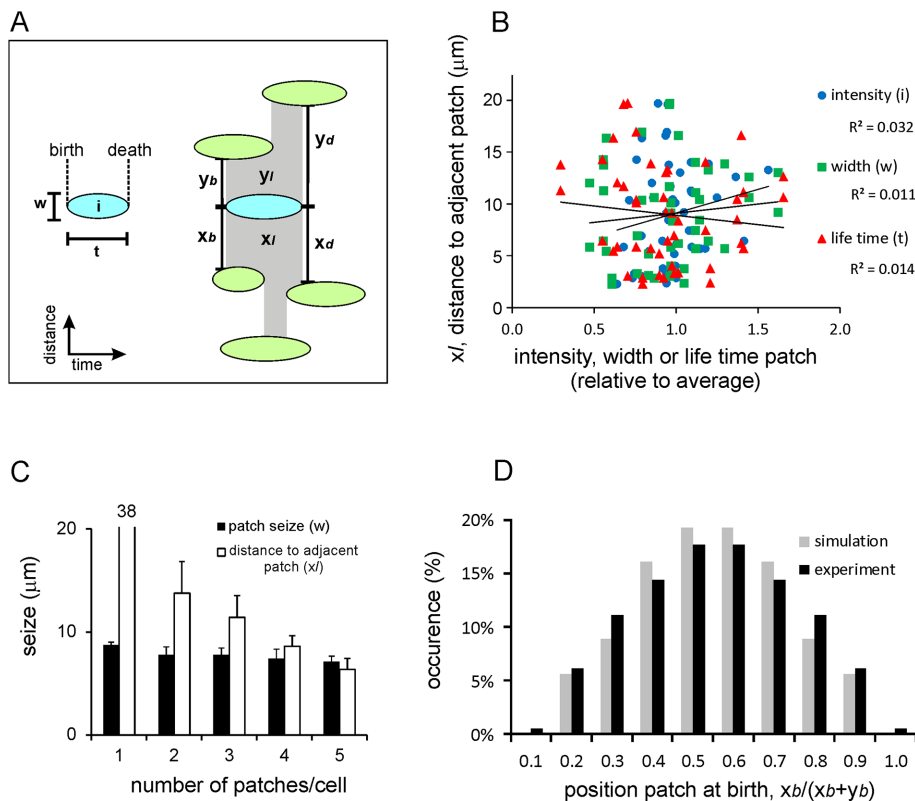 A
birth
death
w
i
t
distance
time
yb
yl
yd
xb
xl
xd
B
xl, distance to adjacent patch (µm)
20
15
10
5
0
0.0
0.5
1.0
1.5
2.0
intensity, width or life time patch
(relative to average)
intensity (i)
R² = 0.032
width (w)
R² = 0.011
life time (t)
R² = 0.014
C
38
patch seize (w)
distance to adjacent
patch (xl)
seize (µm)
20
10
0
1
2
3
4
5
number of patches/cell
D
occurence (%)
20%
15%
10%
5%
0%
simulation
experiment
0.1
0.2
0.3
0.4
0.5
0.6
0.7
0.8
0.9
1.0
position patch at birth, xb/(xb+yb)